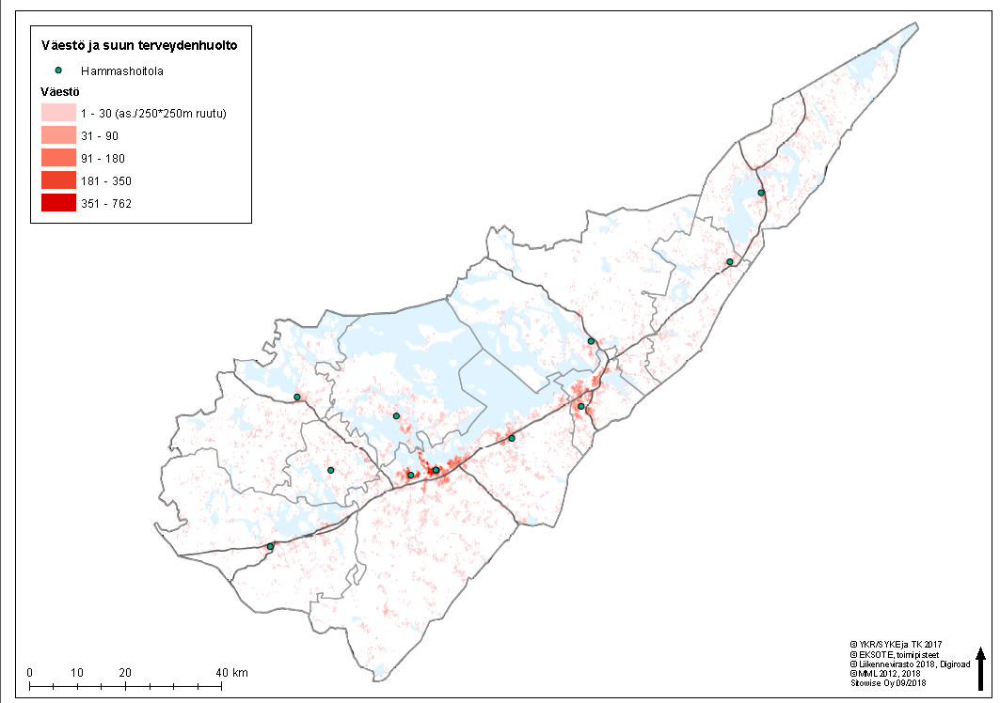 Väestö ja suun terveydenhuolto
Hammashoitola
Väestö
1 - 30 (as./250*250m ruutu)
31 - 90
91 - 180
181 - 350
351 - 762
0 10 20 40 km
© YKR/SYKE ja TK 2017
© EKSOTE, toimipisteet
© Liikennevirasto 2018, Digiroad
© MML 2012, 2018
Sitowise Oy 09/2018